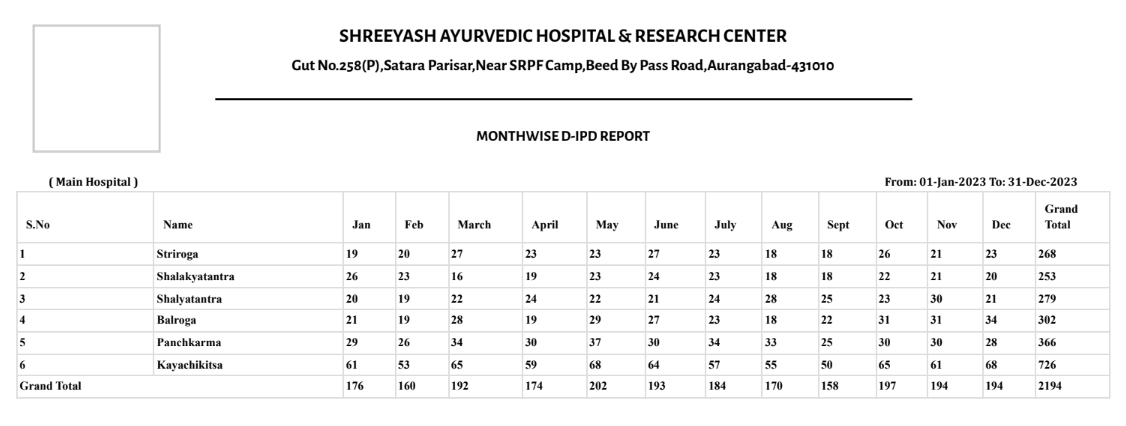 SHREEYASH AYURVEDIC HOSPITAL & RESEARCH CENTER
Gut No.258(P),Satara Parisar,Near SRPF Camp,Beed By Pass Road,Aurangabad-431010
MONTHWISE D-IPD REPORT
( Main Hospital ) From: 01-Jan-2023 To: 31-Dec-2023
S.No Name Jan Feb March April May June July Aug Sept Oct Nov Dec Grand Total
1 Striroga 19 20 27 23 23 27 23 18 18 26 21 23 268
2 Shalakyatantra 26 23 16 19 23 24 23 18 18 22 21 20 253
3 Shalyatantra 20 19 22 24 22 21 24 28 25 23 30 21 279
4 Balroga 21 19 28 19 29 27 23 18 22 31 31 34 302
5 Panchkarma 29 26 34 30 37 30 34 33 25 30 30 28 366
6 Kayachikitsa 61 53 65 59 68 64 57 55 50 65 61 68 726
Grand Total 176 160 192 174 202 193 184 170 158 197 194 194 2194